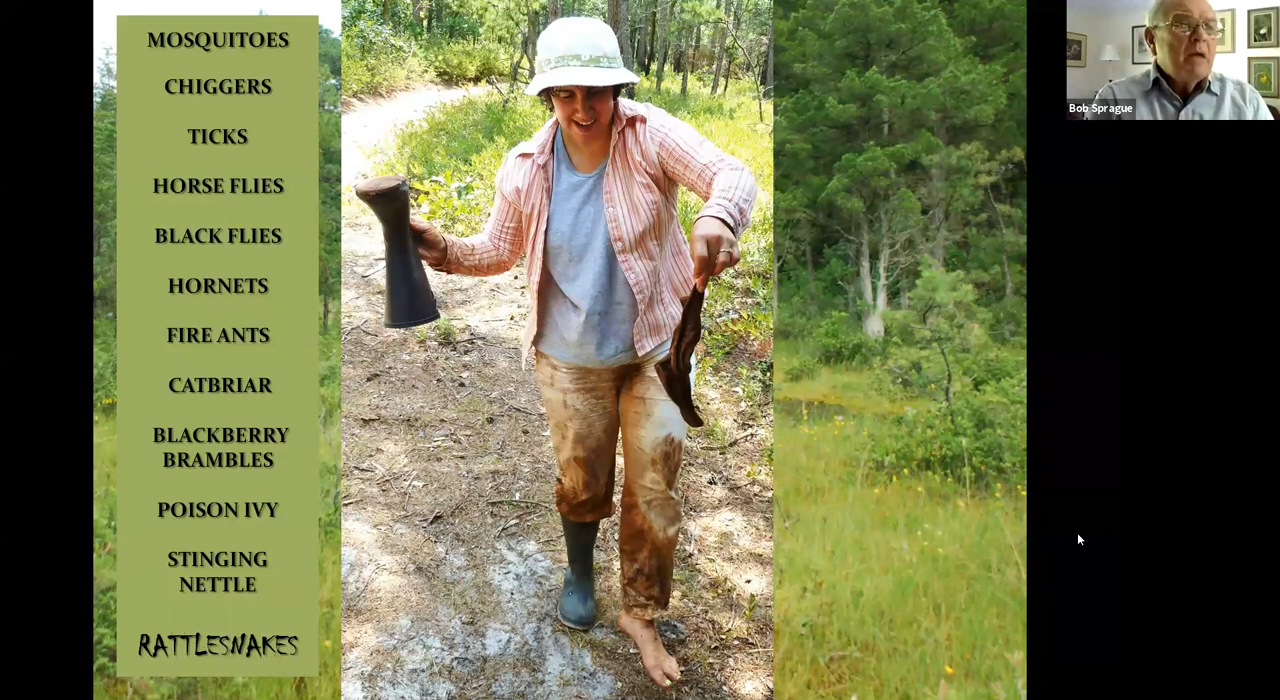 MOSQUITOES
CHIGGERS
TICKS
HORSE FLIES
BLACK FLIES
HORNETS
FIRE ANTS
CATBRIAR
BLACKBERRY
BRAMBLES
POISON IVY
STINGING
NETTLE
RATTLESNAKES
Bob Sprague